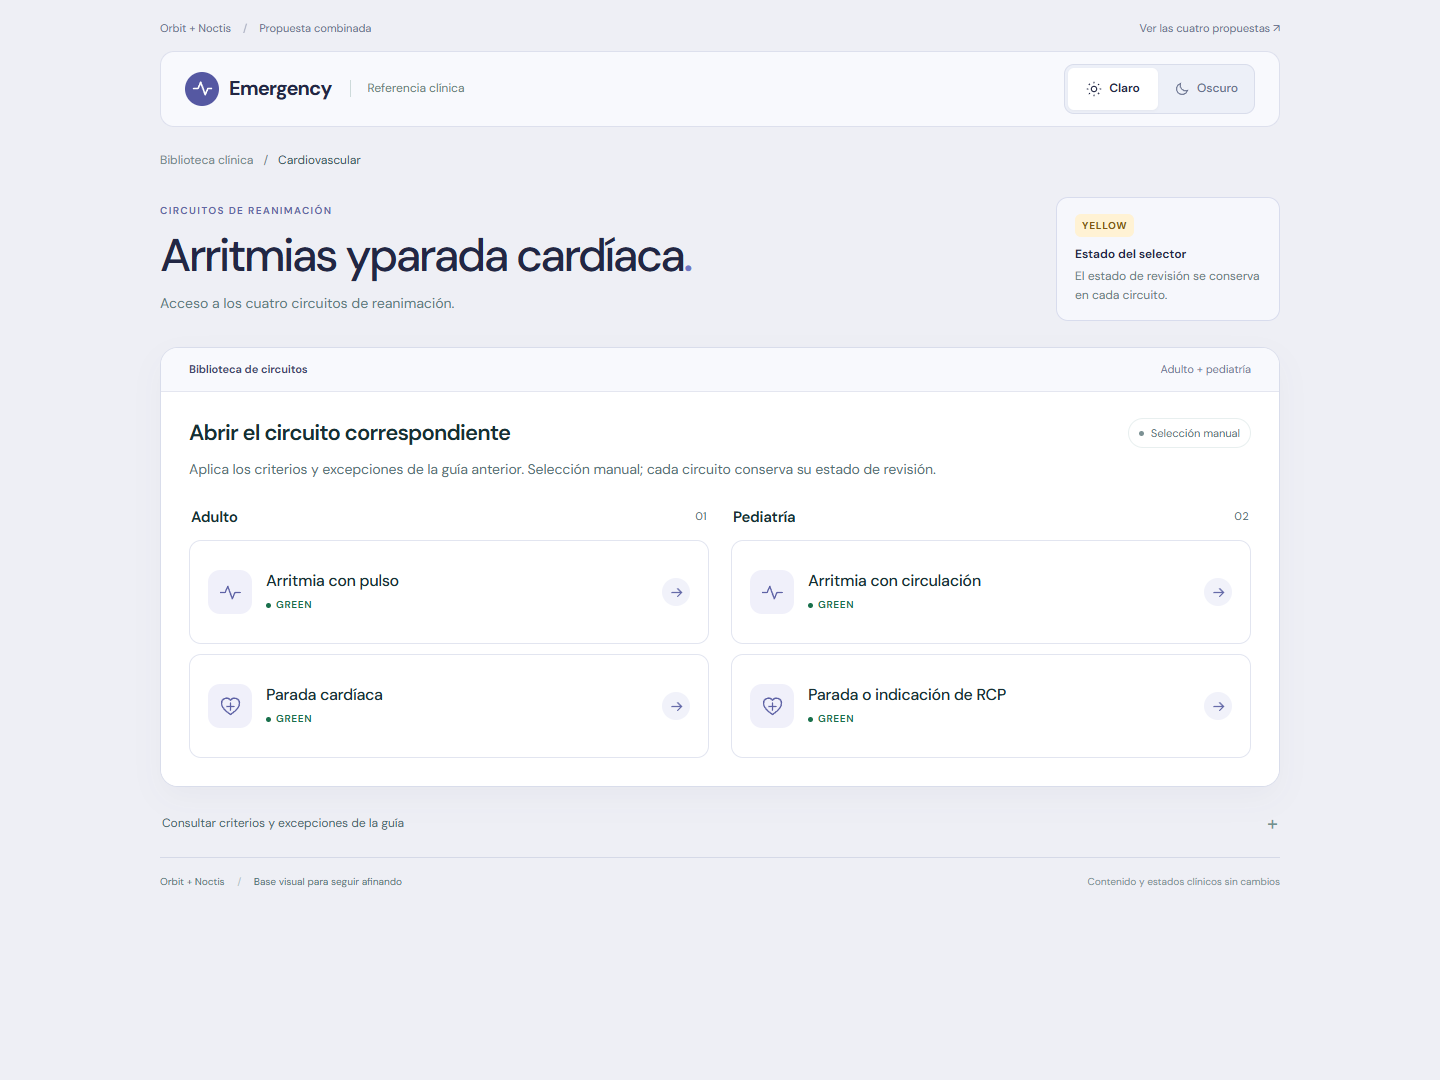 Orbit + Noctis / Propuesta combinada
Ver las cuatro propuestas ↗
Emergency
Referencia clínica
Claro
Oscuro
Biblioteca clínica / Cardiovascular
CIRCUITOS DE REANIMACIÓN
Arritmias yparada cardíaca.
Acceso a los cuatro circuitos de reanimación.
YELLOW
Estado del selector
El estado de revisión se conserva
en cada circuito.
Biblioteca de circuitos
Adulto + pediatría
Abrir el circuito correspondiente
Selección manual
Aplica los criterios y excepciones de la guía anterior. Selección manual; cada circuito conserva su estado de revisión.
Adulto
01
Arritmia con pulso
GREEN
Parada cardíaca
GREEN
Pediatría
02
Arritmia con circulación
GREEN
Parada o indicación de RCP
GREEN
Consultar criterios y excepciones de la guía
+
Orbit + Noctis / Base visual para seguir afinando
Contenido y estados clínicos sin cambios